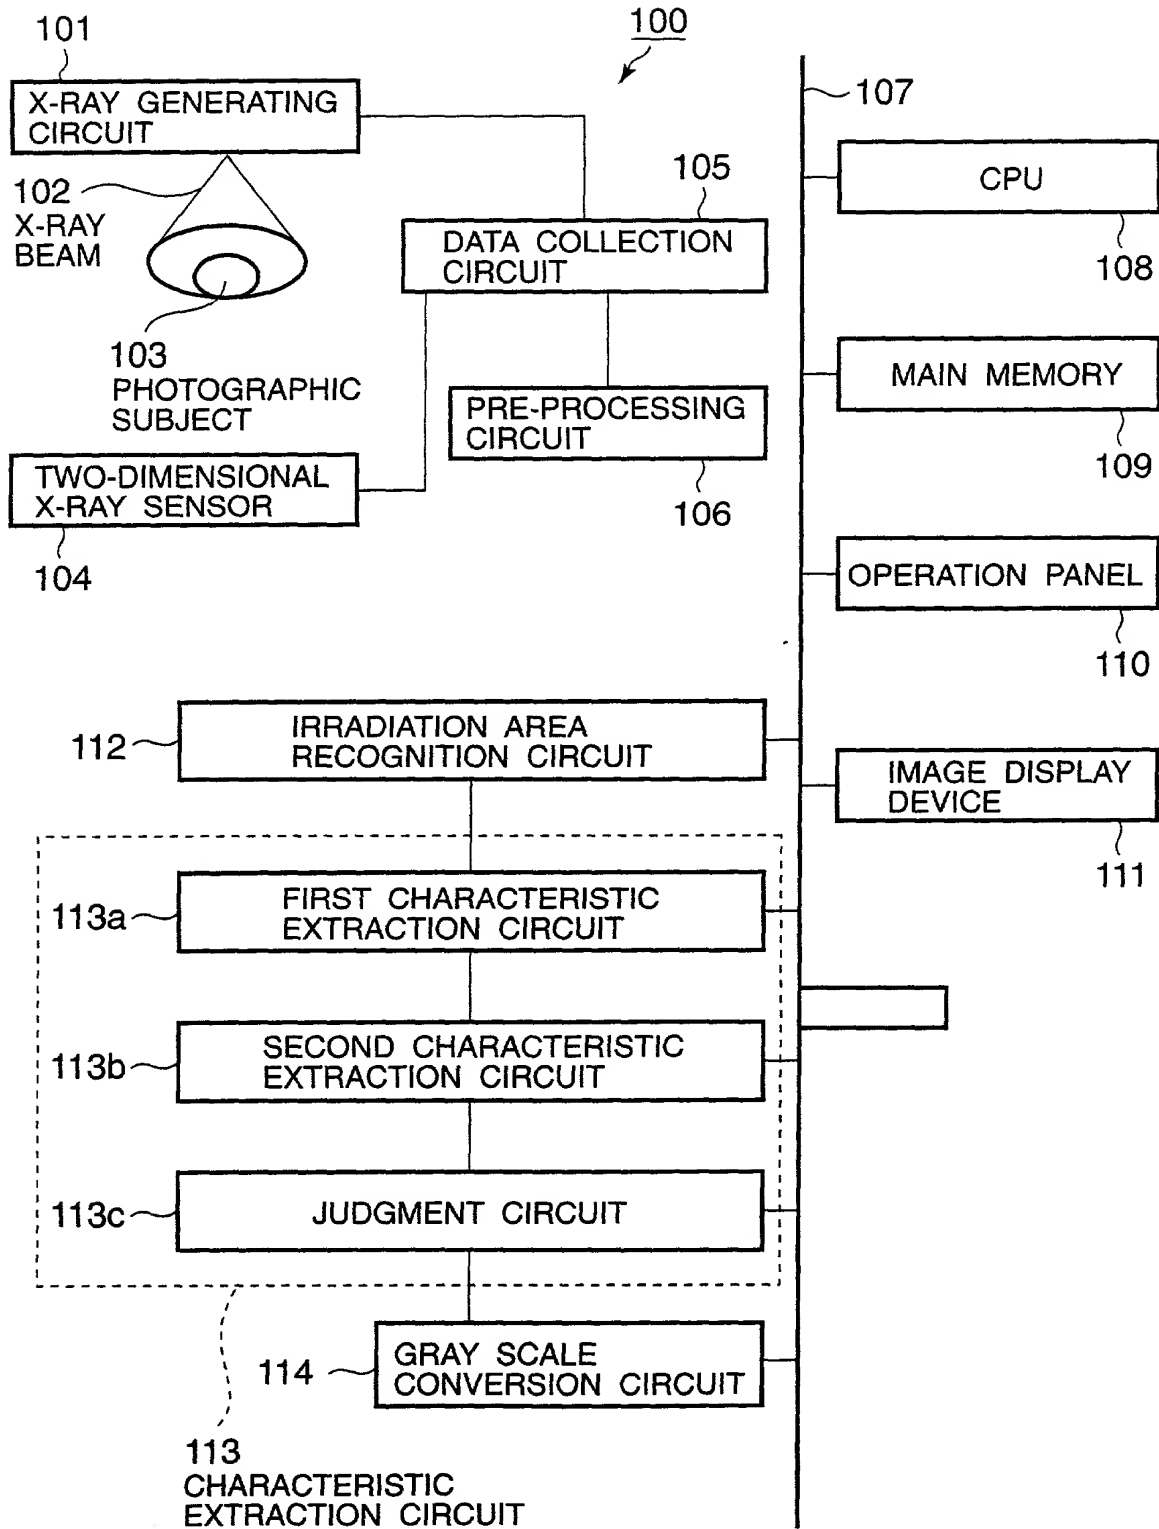 100
101
X-RAY GENERATING
CIRCUIT
102
X-RAY
BEAM
103
PHOTOGRAPHIC
SUBJECT
TWO-DIMENSIONAL
X-RAY SENSOR
104
105
DATA COLLECTION
CIRCUIT
PRE-PROCESSING
CIRCUIT
106
107
CPU
108
MAIN MEMORY
109
OPERATION PANEL
110
IMAGE DISPLAY
DEVICE
111
112
IRRADIATION AREA
RECOGNITION CIRCUIT
113a
FIRST CHARACTERISTIC
EXTRACTION CIRCUIT
113b
SECOND CHARACTERISTIC
EXTRACTION CIRCUIT
113c
JUDGMENT CIRCUIT
114
GRAY SCALE
CONVERSION CIRCUIT
113
CHARACTERISTIC
EXTRACTION CIRCUIT